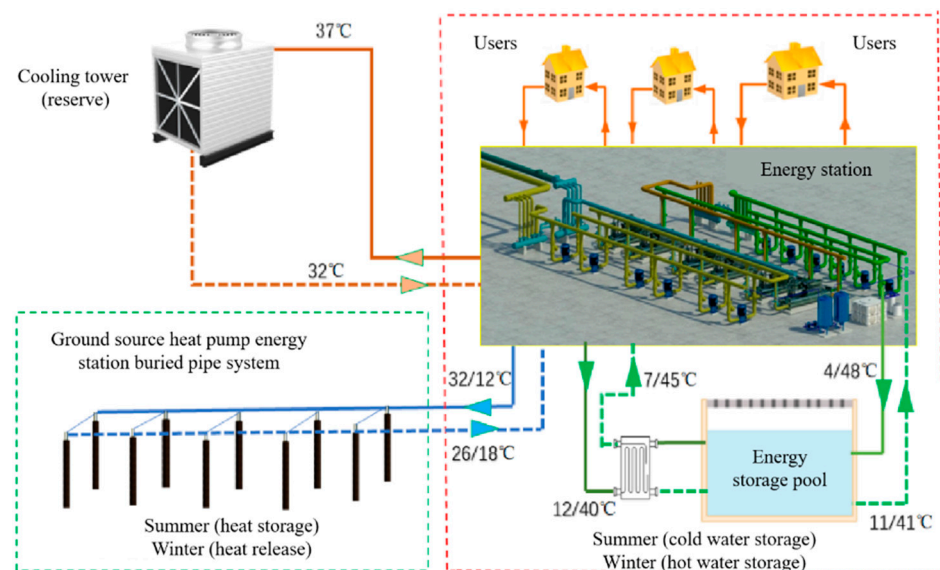 37℃
Users
Users
Cooling tower
(reserve)
Energy station
32℃
Ground source heat pump energy
station buried pipe system
32/12℃
7/45℃
4/48℃
26/18℃
Energy
storage pool
12/40℃
11/41℃
Summer (heat storage)
Winter (heat release)
Summer (cold water storage)
Winter (hot water storage)